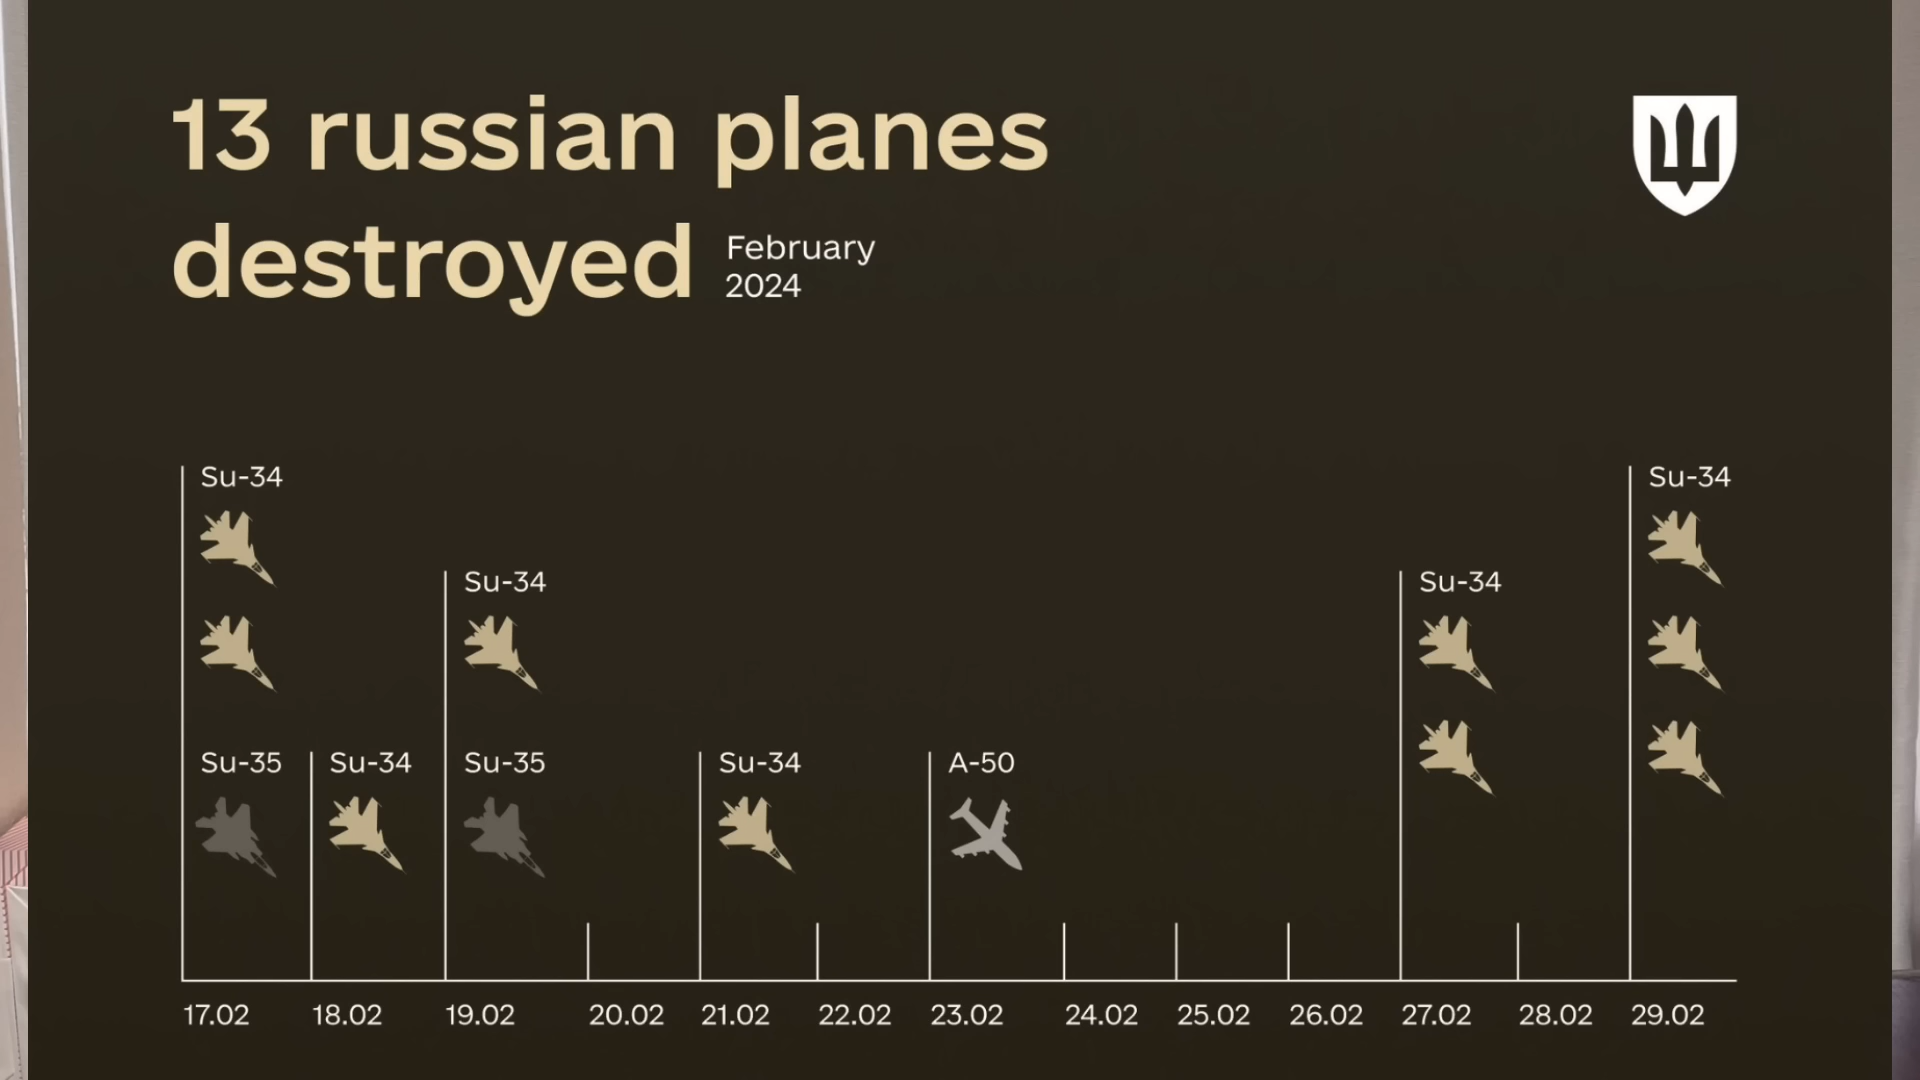 13 russian planes
destroyed
February
2024
Su-34
Su-34
Su-34
Su-34
Su-35
Su-34
Su-35
Su-34
A-50
17.02
18.02
19.02
20.02
21.02
22.02
23.02
24.02
25.02
26.02
27.02
28.02
29.02